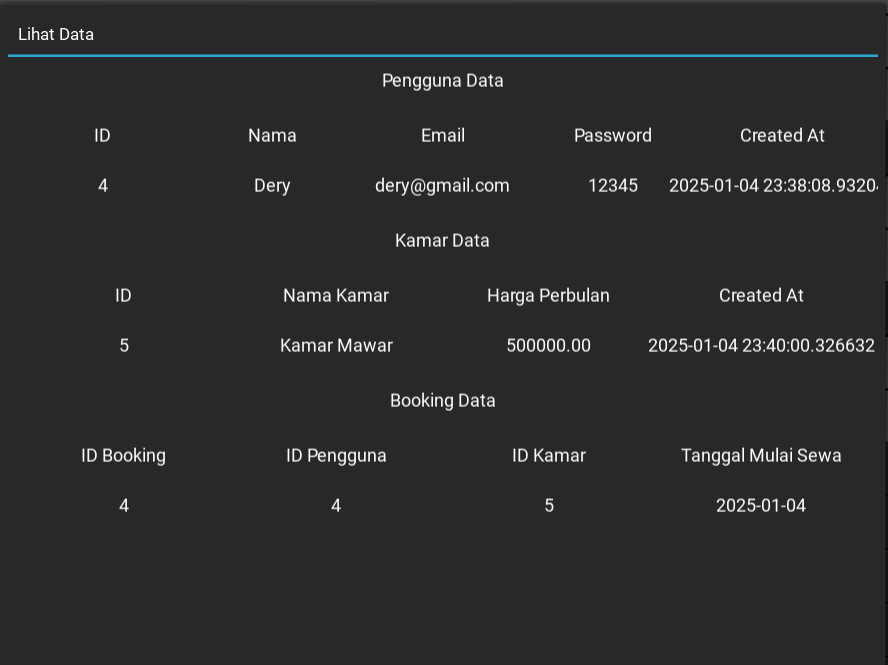 Lihat Data
Pengguna Data
ID Nama Email Password Created At
4 Dery dery@gmail.com 12345 2025-01-04 23:38:08.9320
Kamar Data
ID Nama Kamar Harga Perbulan Created At
5 Kamar Mawar 500000.00 2025-01-04 23:40:00.326632
Booking Data
ID Booking ID Pengguna ID Kamar Tanggal Mulai Sewa
4 4 5 2025-01-04